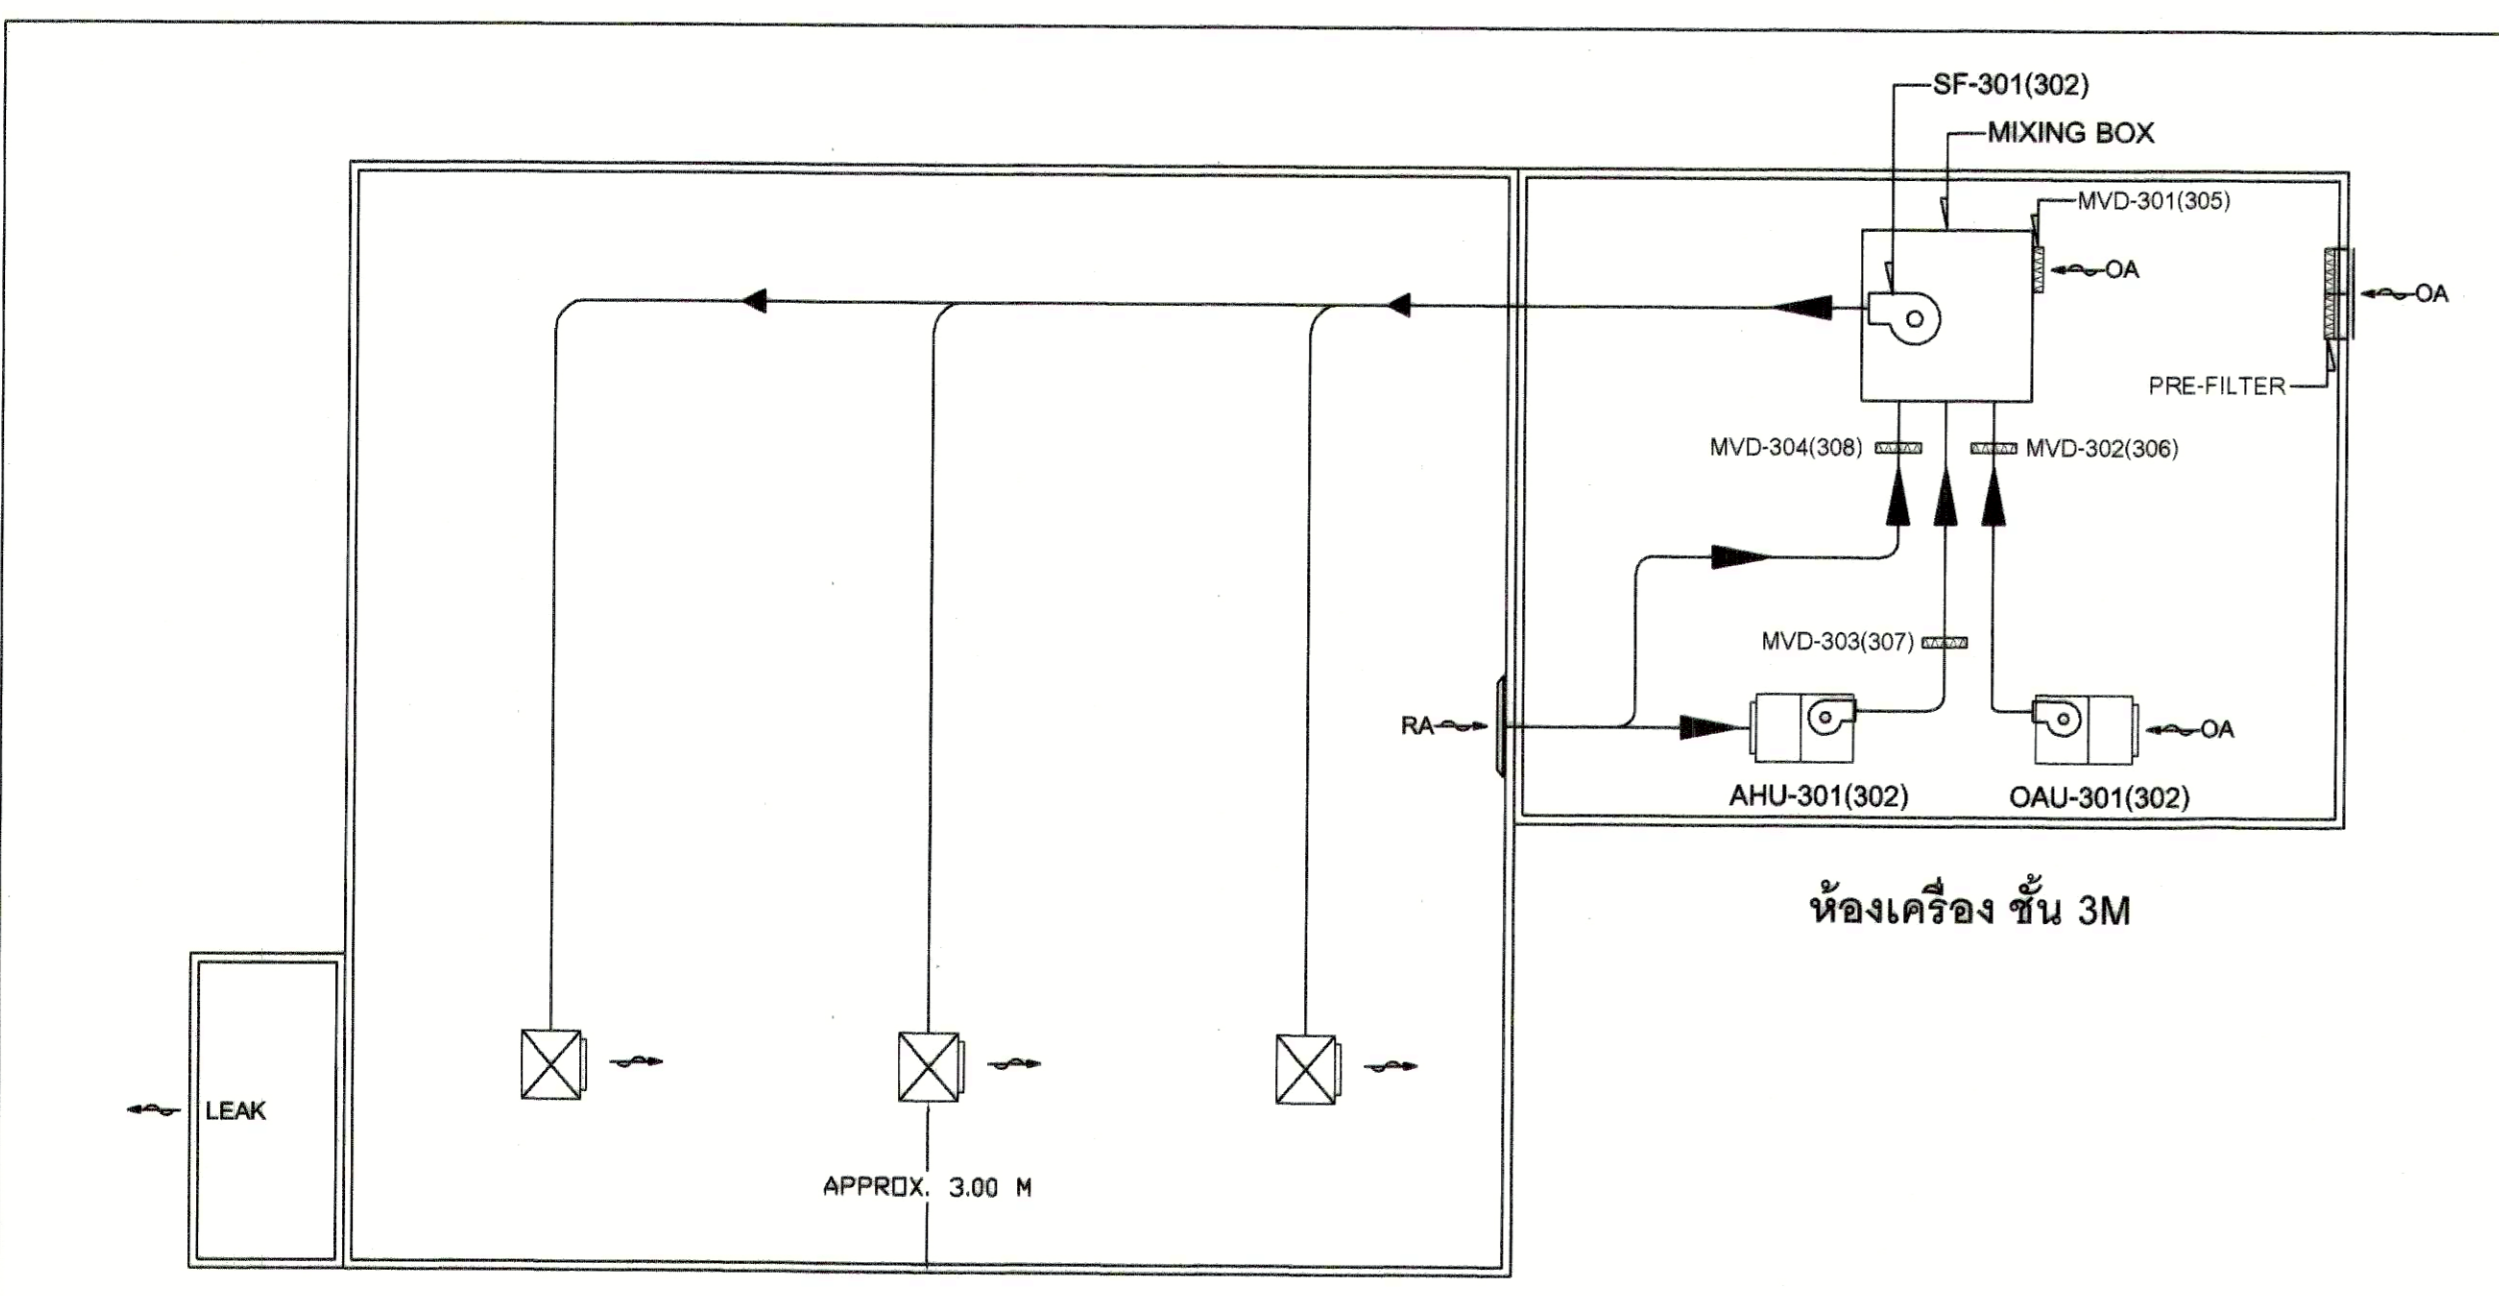 SF-301(302)
MIXING BOX
MVD-301(305)
OA
OA
PRE-FILTER
MVD-304(308)
MVD-302(306)
MVD-303(307)
RA
OA
AHU-301(302)
OAU-301(302)
ห้องเครื่อง ชั้น 3M
LEAK
APPROX. 3.00 M